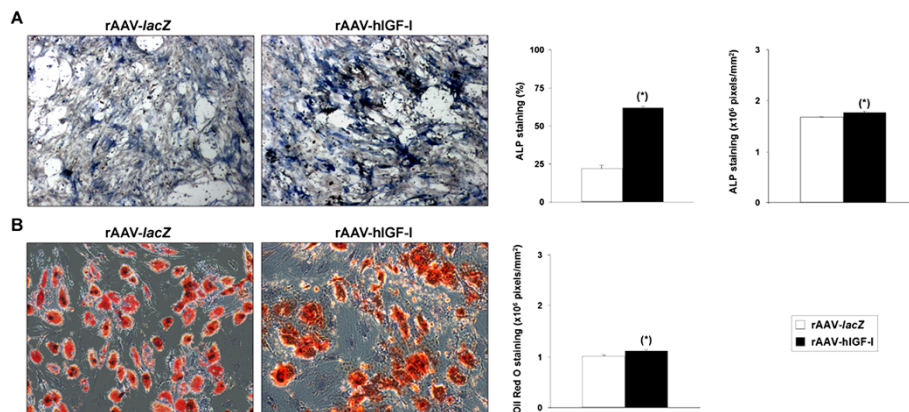 A
rAAV-lacZ
rAAV-hIGF-I
ALP staining (%)
100
75
50
25
0
(*)
ALP staining (x10⁶ pixels/mm²)
3
2
1
0
(*)
B
rAAV-lacZ
rAAV-hIGF-I
Oil Red O staining (x10⁶ pixels/mm²)
3
2
1
0
(*)
rAAV-lacZ
rAAV-hIGF-I